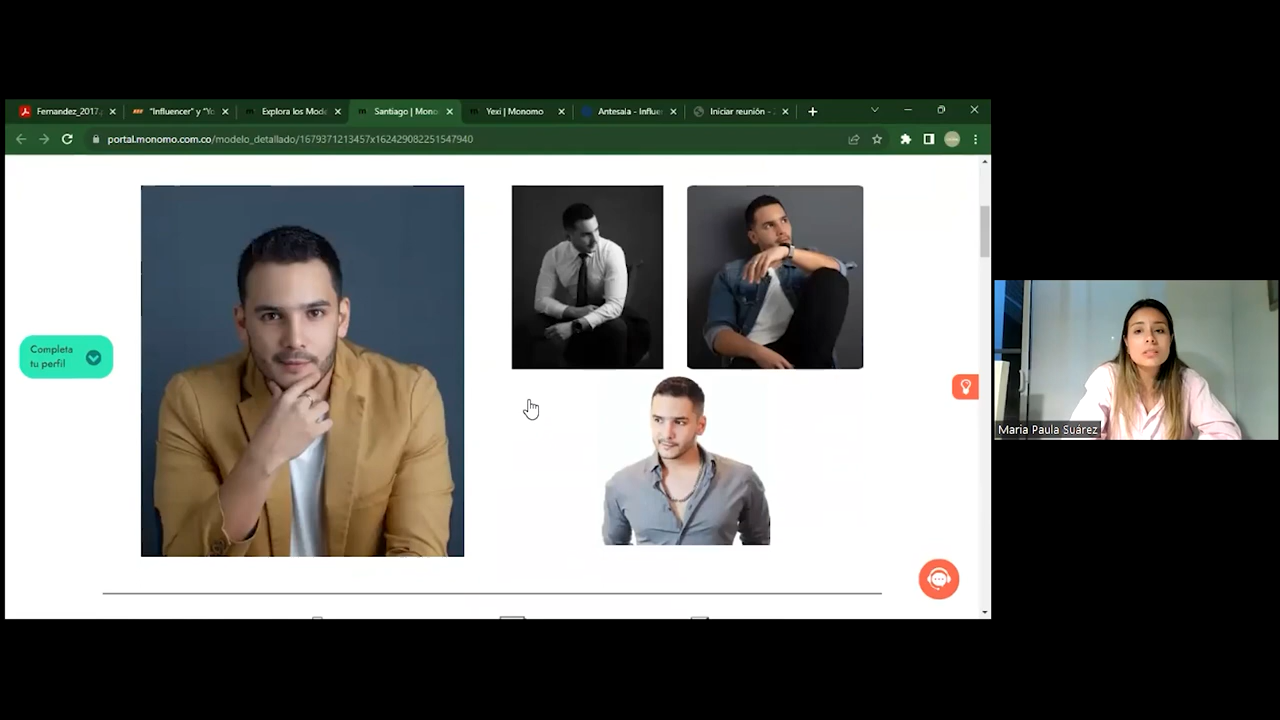 Fernandez_2017.
"Influencer" y "Yo
Explora los Mode
Santiago | Mono
Yexi | Monomo
Antesala - Influer
Iniciar reunión -
portal.monomo.com.co/modelo_detallado/1679371213457x162429082251547940
Completa
tu perfil
Maria Paula Suárez